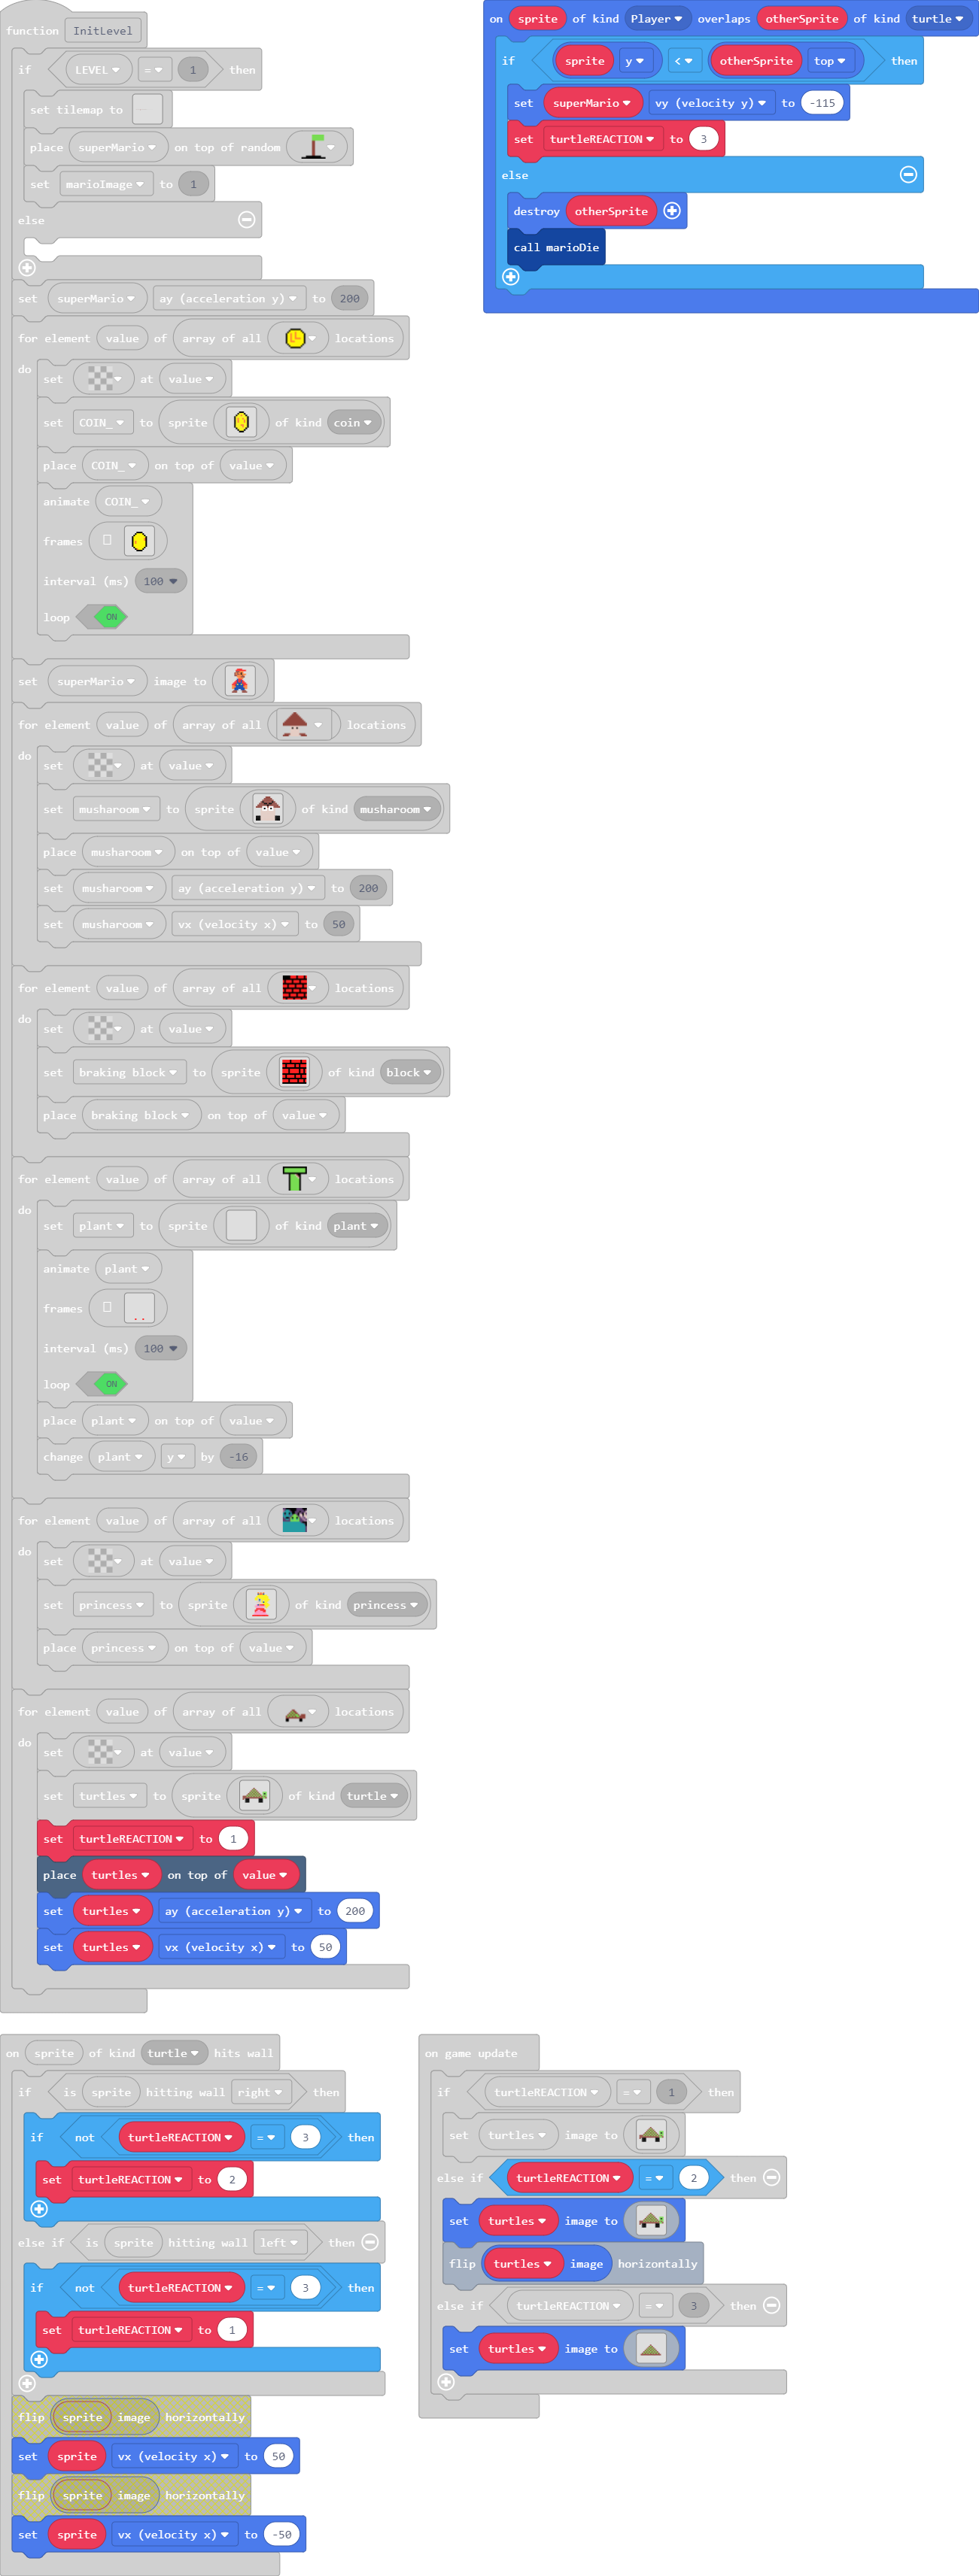 function InitLevel
if LEVEL = 1 then
set tilemap to
place superMario on top of random
set marioImage to 1
else
set superMario ay (acceleration y) to 200
for element value of array of all locations
do
set at value
set COIN_ to sprite of kind coin
place COIN_ on top of value
animate COIN_
frames
interval (ms) 100
loop ON
set superMario image to
for element value of array of all locations
do
set at value
set musharoom to sprite of kind musharoom
place musharoom on top of value
set musharoom ay (acceleration y) to 200
set musharoom vx (velocity x) to 50
for element value of array of all locations
do
set at value
set braking block to sprite of kind block
place braking block on top of value
for element value of array of all locations
do
set plant to sprite of kind plant
animate plant
frames
interval (ms) 100
loop ON
place plant on top of value
change plant y by -16
for element value of array of all locations
do
set at value
set princess to sprite of kind princess
place princess on top of value
for element value of array of all locations
do
set at value
set turtles to sprite of kind turtle
set turtleREACTION to 1
place turtles on top of value
set turtles ay (acceleration y) to 200
set turtles vx (velocity x) to 50
on sprite of kind Player overlaps otherSprite of kind turtle
if sprite y < otherSprite top then
set superMario vy (velocity y) to -115
set turtleREACTION to 3
else
destroy otherSprite
call marioDie
on sprite of kind turtle hits wall
if is sprite hitting wall right then
if not turtleREACTION = 3 then
set turtleREACTION to 2
else if is sprite hitting wall left then
if not turtleREACTION = 3 then
set turtleREACTION to 1
flip sprite image horizontally
set sprite vx (velocity x) to 50
flip sprite image horizontally
set sprite vx (velocity x) to -50
on game update
if turtleREACTION = 1 then
set turtles image to
else if turtleREACTION = 2 then
set turtles image to
flip turtles image horizontally
else if turtleREACTION = 3 then
set turtles image to